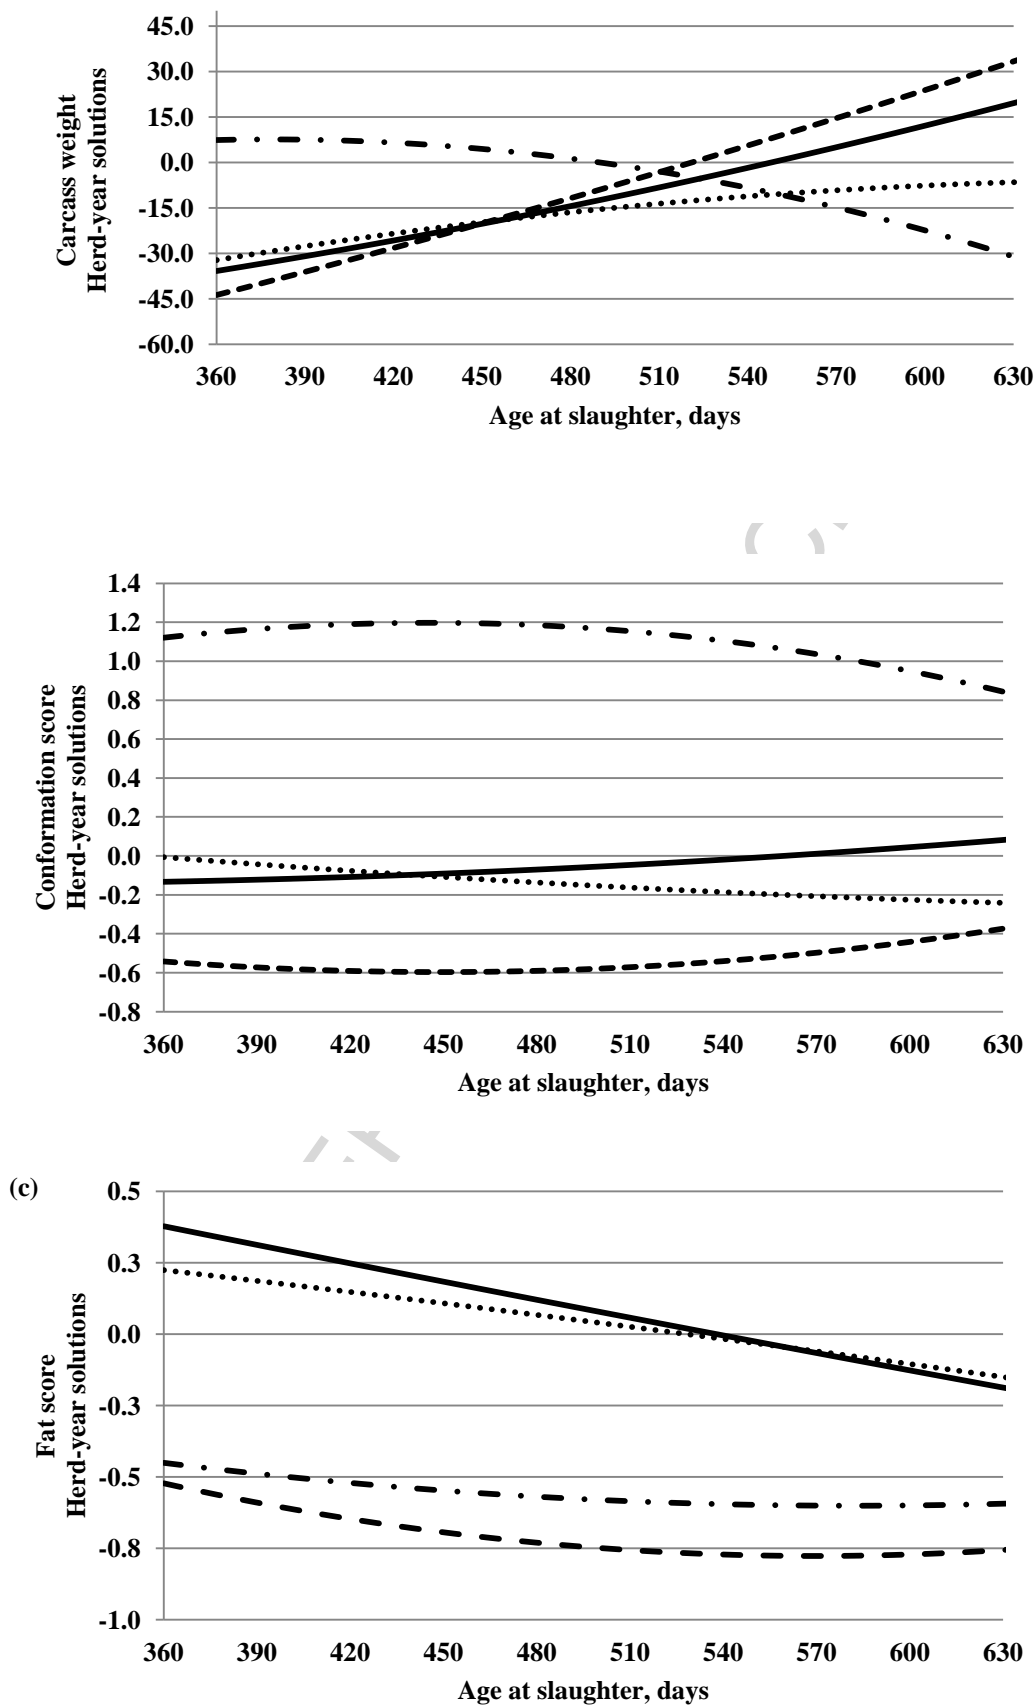 45.0
30.0
15.0
0.0
-15.0
-30.0
-45.0
-60.0
Carcass weight
Herd-year solutions
360 390 420 450 480 510 540 570 600 630
Age at slaughter, days
1.4
1.2
1.0
0.8
0.6
0.4
0.2
0.0
-0.2
-0.4
-0.6
-0.8
Conformation score
Herd-year solutions
360 390 420 450 480 510 540 570 600 630
Age at slaughter, days
(c)
0.5
0.3
0.0
-0.3
-0.5
-0.8
-1.0
Fat score
Herd-year solutions
360 390 420 450 480 510 540 570 600 630
Age at slaughter, days